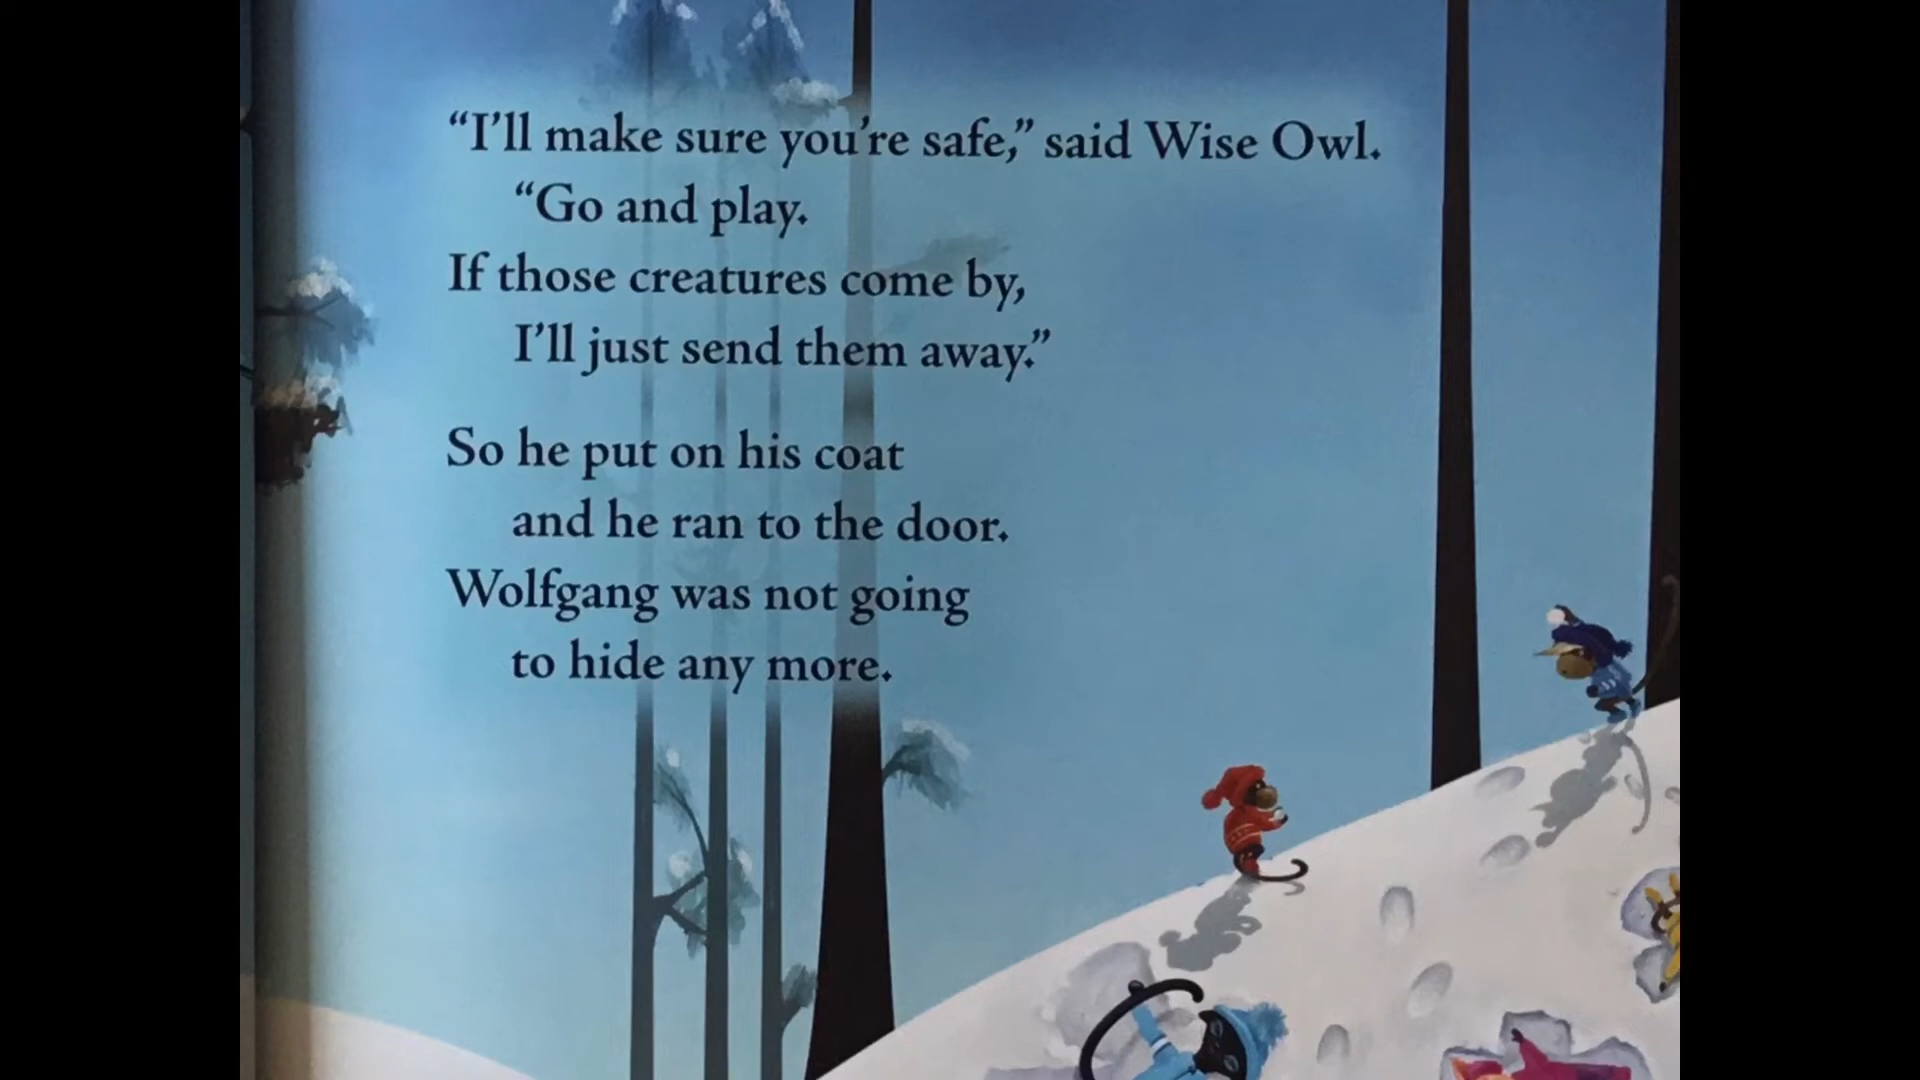 “I’ll make sure you’re safe,” said Wise Owl.
“Go and play.
If those creatures come by,
I’ll just send them away.”
So he put on his coat
and he ran to the door.
Wolfgang was not going
to hide any more.